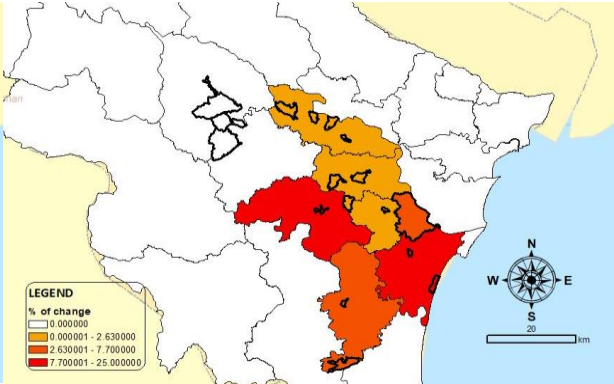 N
W E
S
20
km
LEGEND
% of change
0.000000
0.000001 - 2.630000
2.630001 - 7.700000
7.700001 - 25.000000